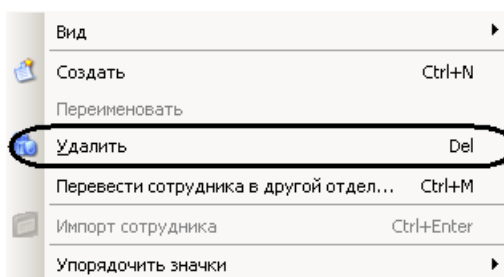 Вид
Создать Ctrl+N
Переименовать
Удалить Del
Перевести сотрудника в другой отдел... Ctrl+M
Импорт сотрудника Ctrl+Enter
Упорядочить значки